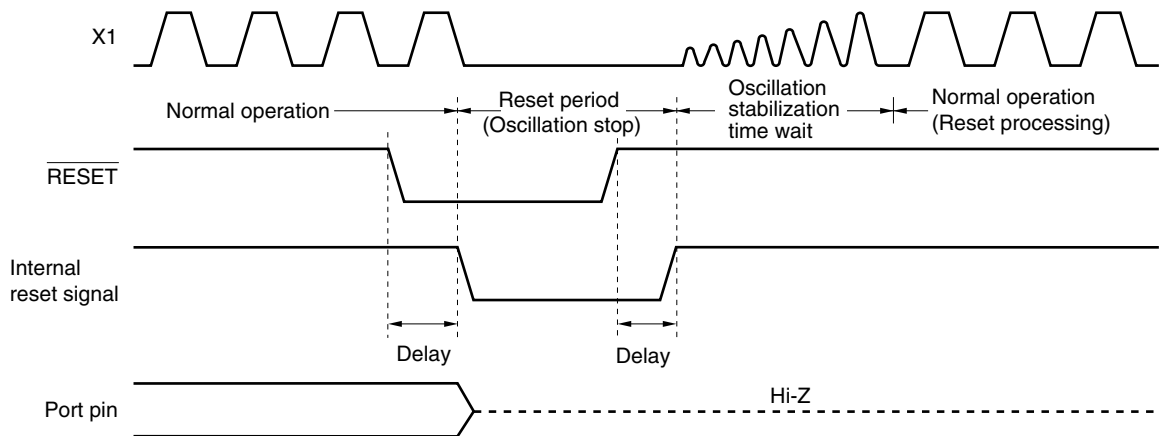 X1
Normal operation
Reset period
(Oscillation stop)
Oscillation
stabilization
time wait
Normal operation
(Reset processing)
RESET
Internal
reset signal
Delay
Delay
Port pin
Hi-Z